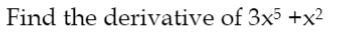 Find the derivative of 3x⁵ +x²